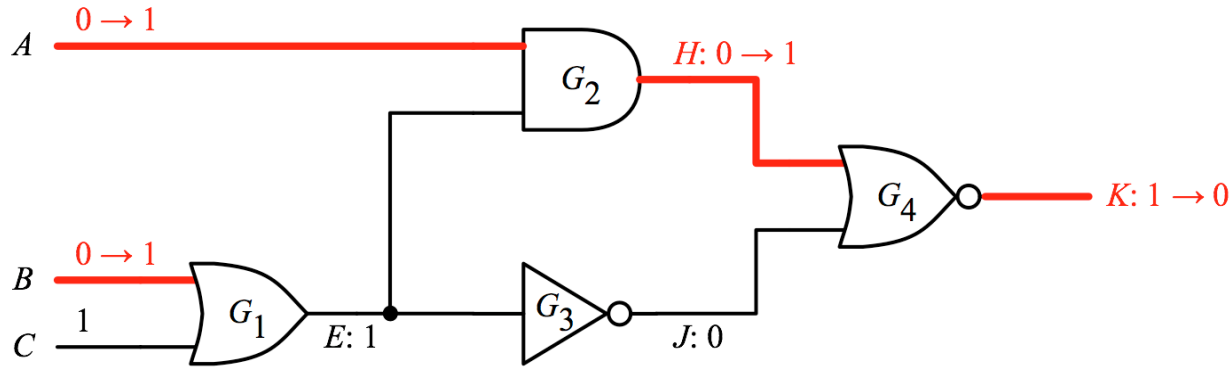 A
0 → 1
G2
H: 0 → 1
G4
K: 1 → 0
B
0 → 1
C
1
G1
E: 1
G3
J: 0